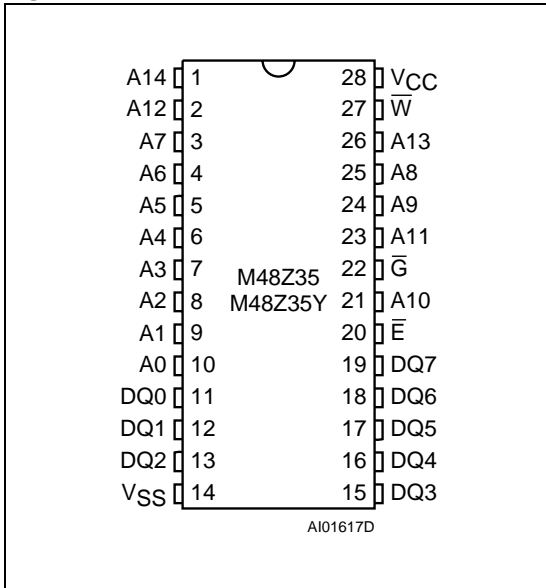 A14 1 28 VCC
A12 2 27 W̅
A7 3 26 A13
A6 4 25 A8
A5 5 24 A9
A4 6 23 A11
A3 7 M48Z35 22 G̅
A2 8 M48Z35Y 21 A10
A1 9 20 E̅
A0 10 19 DQ7
DQ0 11 18 DQ6
DQ1 12 17 DQ5
DQ2 13 16 DQ4
VSS 14 15 DQ3
AI01617D